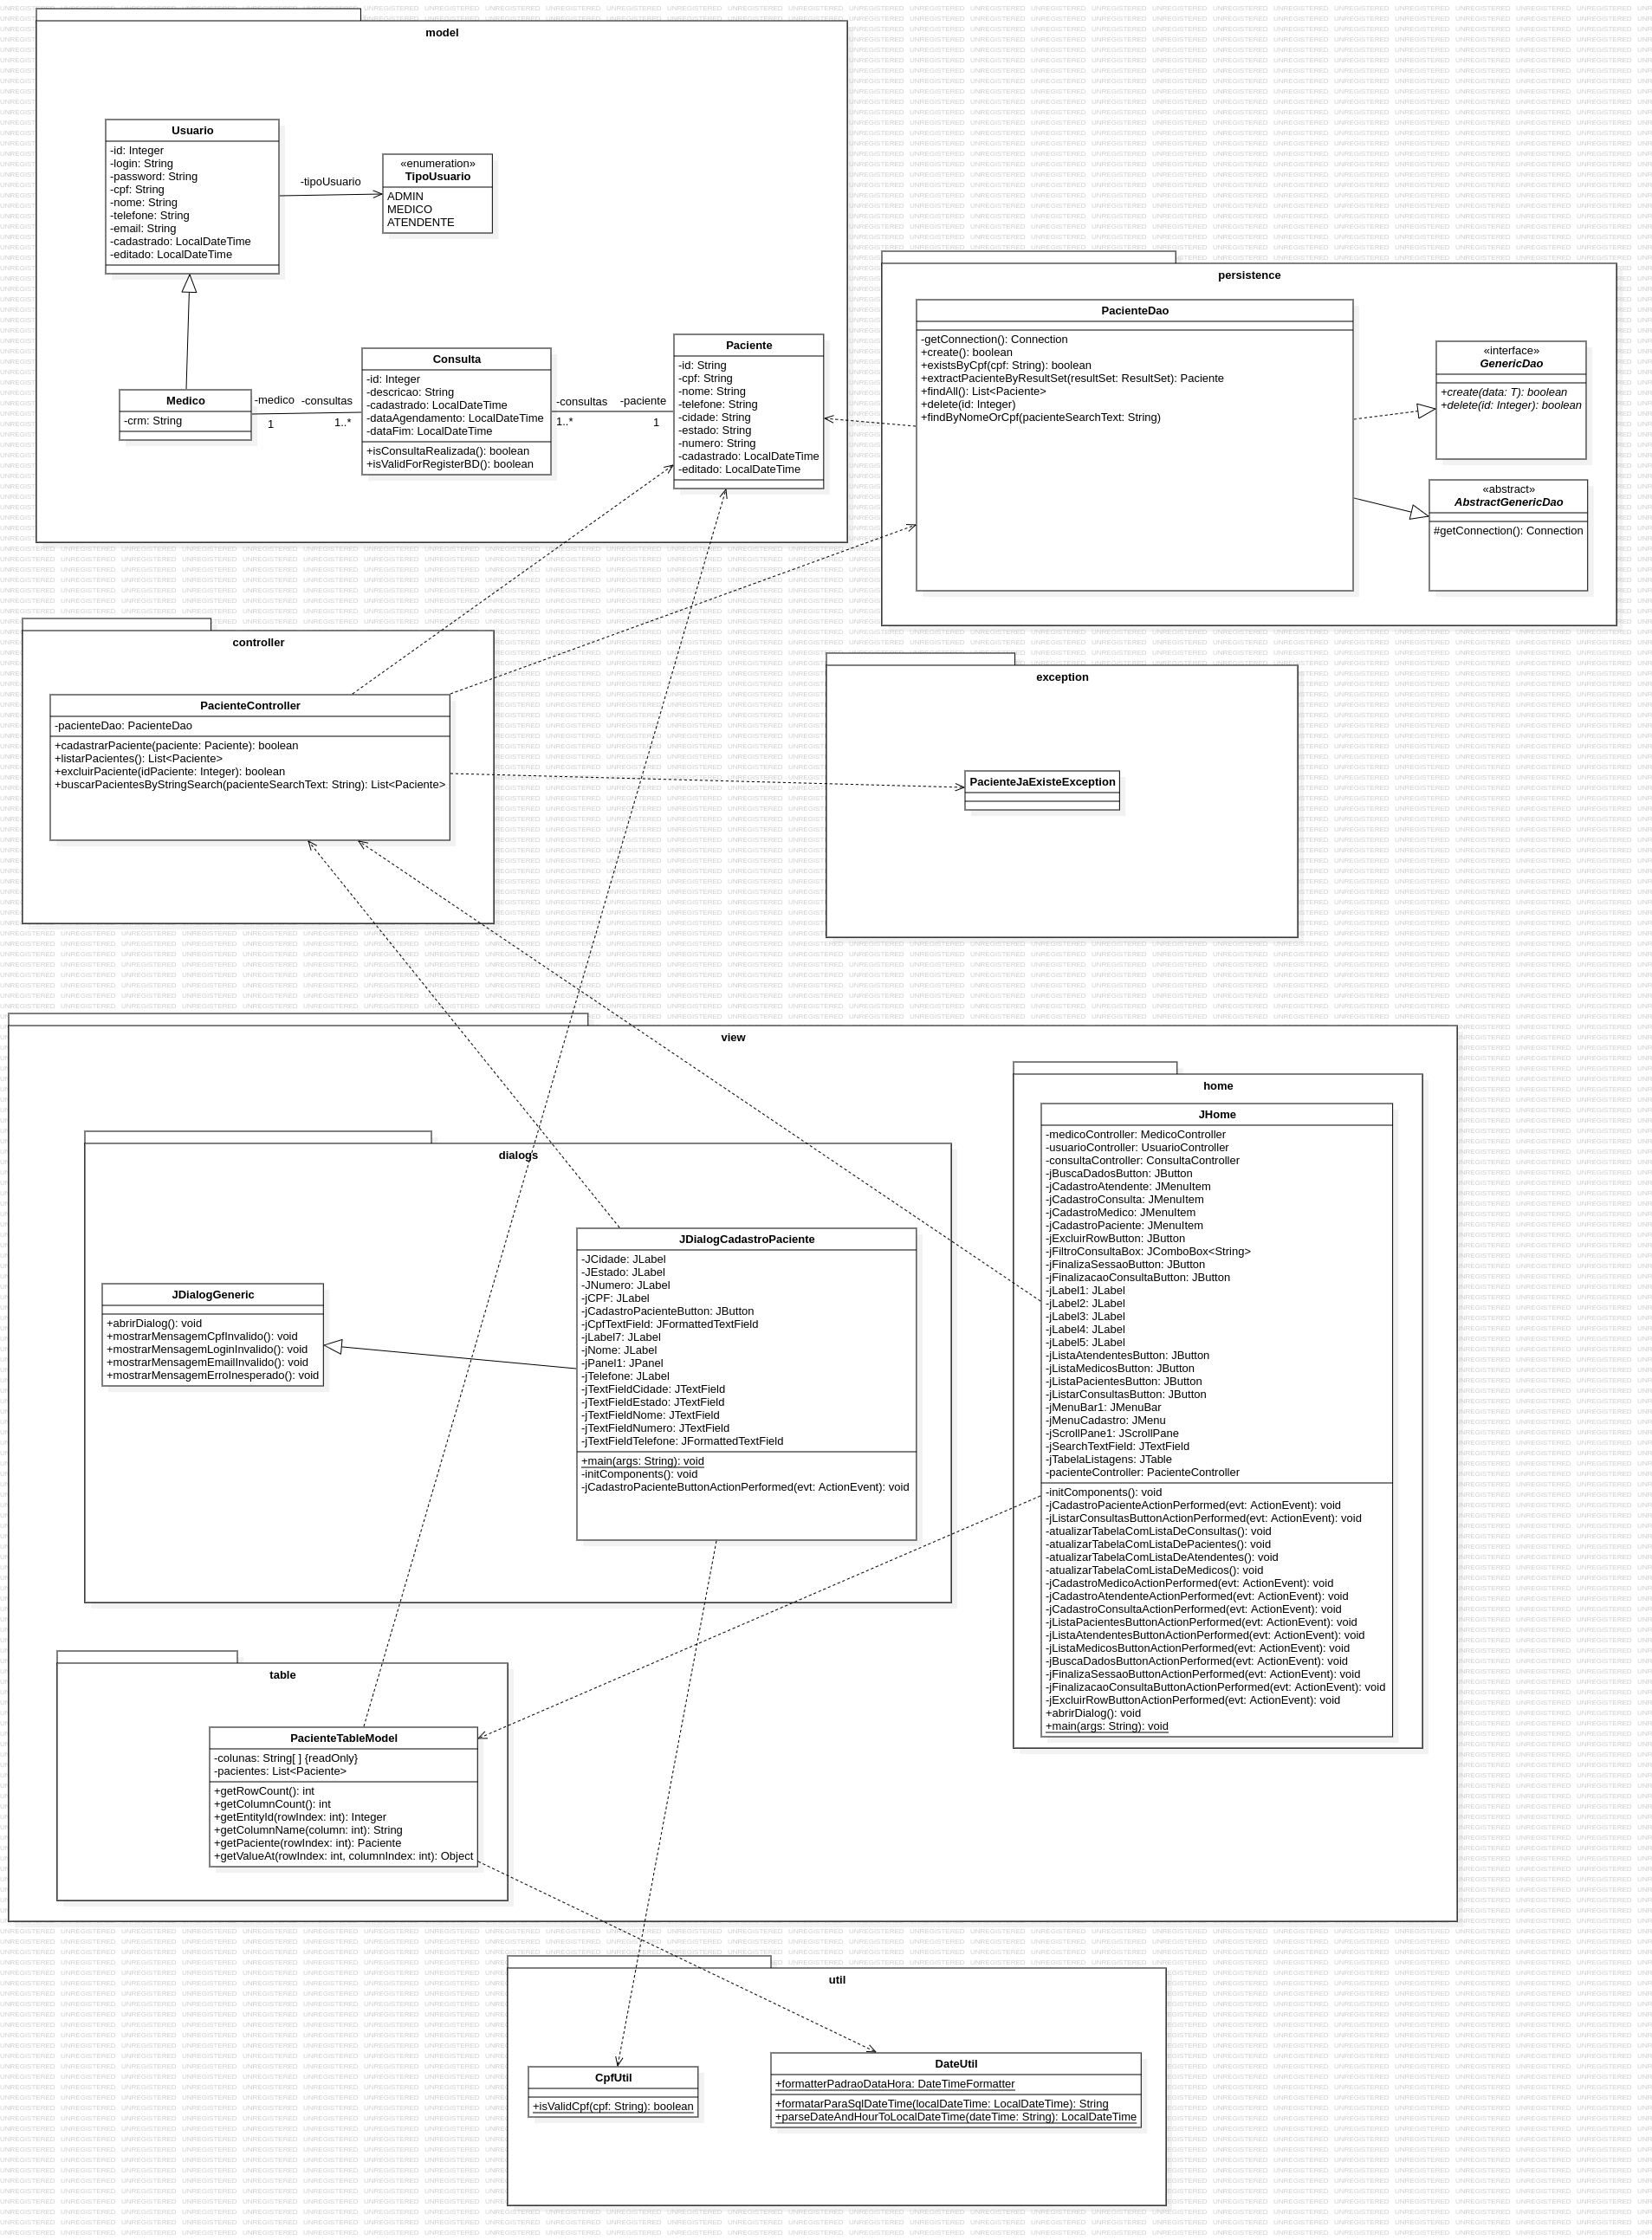 model
Usuario
-id: Integer
-login: String
-password: String
-cpf: String
-nome: String
-telefone: String
-email: String
-cadastrado: LocalDateTime
-editado: LocalDateTime
-tipoUsuario
«enumeration»
TipoUsuario
ADMIN
MEDICO
ATENDENTE
Medico
-crm: String
-medico
1
-consultas
1..*
Consulta
-id: Integer
-descricao: String
-cadastrado: LocalDateTime
-dataAgendamento: LocalDateTime
-dataFim: LocalDateTime
+isConsultaRealizada(): boolean
+isValidForRegisterBD(): boolean
-consultas
1..*
-paciente
1
Paciente
-id: String
-cpf: String
-nome: String
-telefone: String
-cidade: String
-estado: String
-numero: String
-cadastrado: LocalDateTime
-editado: LocalDateTime
persistence
PacienteDao
-getConnection(): Connection
+create(): boolean
+existsByCpf(cpf: String): boolean
+extractPacienteByResultSet(resultSet: ResultSet): Paciente
+findAll(): List<Paciente>
+delete(id: Integer)
+findByNomeOrCpf(pacienteSearchText: String)
«interface»
GenericDao
+create(data: T): boolean
+delete(id: Integer): boolean
«abstract»
AbstractGenericDao
#getConnection(): Connection
controller
PacienteController
-pacienteDao: PacienteDao
+cadastrarPaciente(paciente: Paciente): boolean
+listarPacientes(): List<Paciente>
+excluirPaciente(idPaciente: Integer): boolean
+buscarPacientesByStringSearch(pacienteSearchText: String): List<Paciente>
exception
PacienteJaExisteException
view
dialogs
JDialogGeneric
+abrirDialog(): void
+mostrarMensagemCpfInvalido(): void
+mostrarMensagemLoginInvalido(): void
+mostrarMensagemEmailInvalido(): void
+mostrarMensagemErroInesperado(): void
JDialogCadastroPaciente
-JCidade: JLabel
-JEstado: JLabel
-JNumero: JLabel
-jCPF: JLabel
-jCadastroPacienteButton: JButton
-jCpfTextField: JFormattedTextField
-jLabel7: JLabel
-jNome: JLabel
-jPanel1: JPanel
-jTelefone: JLabel
-jTextFieldCidade: JTextField
-jTextFieldEstado: JTextField
-jTextFieldNome: JTextField
-jTextFieldNumero: JTextField
-jTextFieldTelefone: JFormattedTextField
+main(args: String): void
-initComponents(): void
-jCadastroPacienteButtonActionPerformed(evt: ActionEvent): void
home
JHome
-medicoController: MedicoController
-usuarioController: UsuarioController
-consultaController: ConsultaController
-jBuscaDadosButton: JButton
-jCadastroAtendente: JMenuItem
-jCadastroConsulta: JMenuItem
-jCadastroMedico: JMenuItem
-jCadastroPaciente: JMenuItem
-jExcluirRowButton: JButton
-jFiltroConsultaBox: JComboBox<String>
-jFinalizaSessaoButton: JButton
-jFinalizacaoConsultaButton: JButton
-jLabel1: JLabel
-jLabel2: JLabel
-jLabel3: JLabel
-jLabel4: JLabel
-jLabel5: JLabel
-jListaAtendentesButton: JButton
-jListaMedicosButton: JButton
-jListaPacientesButton: JButton
-jListarConsultasButton: JButton
-jMenuBar1: JMenuBar
-jMenuCadastro: JMenu
-jScrollPane1: JScrollPane
-jSearchTextField: JTextField
-jTabelaListagens: JTable
-pacienteController: PacienteController
-initComponents(): void
-jCadastroPacienteActionPerformed(evt: ActionEvent): void
-jListarConsultasButtonActionPerformed(evt: ActionEvent): void
-atualizarTabelaComListaDeConsultas(): void
-atualizarTabelaComListaDePacientes(): void
-atualizarTabelaComListaDeAtendentes(): void
-atualizarTabelaComListaDeMedicos(): void
-jCadastroMedicoActionPerformed(evt: ActionEvent): void
-jCadastroAtendenteActionPerformed(evt: ActionEvent): void
-jCadastroConsultaActionPerformed(evt: ActionEvent): void
-jListaPacientesButtonActionPerformed(evt: ActionEvent): void
-jListaAtendentesButtonActionPerformed(evt: ActionEvent): void
-jListaMedicosButtonActionPerformed(evt: ActionEvent): void
-jBuscaDadosButtonActionPerformed(evt: ActionEvent): void
-jFinalizaSessaoButtonActionPerformed(evt: ActionEvent): void
-jFinalizacaoConsultaButtonActionPerformed(evt: ActionEvent): void
-jExcluirRowButtonActionPerformed(evt: ActionEvent): void
+abrirDialog(): void
+main(args: String): void
table
PacienteTableModel
-colunas: String[ ] {readOnly}
-pacientes: List<Paciente>
+getRowCount(): int
+getColumnCount(): int
+getEntityId(rowIndex: int): Integer
+getColumnName(column: int): String
+getPaciente(rowIndex: int): Paciente
+getValueAt(rowIndex: int, columnIndex: int): Object
util
CpfUtil
+isValidCpf(cpf: String): boolean
DateUtil
+formatterPadraoDataHora: DateTimeFormatter
+formatarParaSqlDateTime(localDateTime: LocalDateTime): String
+parseDateAndHourToLocalDateTime(dateTime: String): LocalDateTime
UNREGISTERED